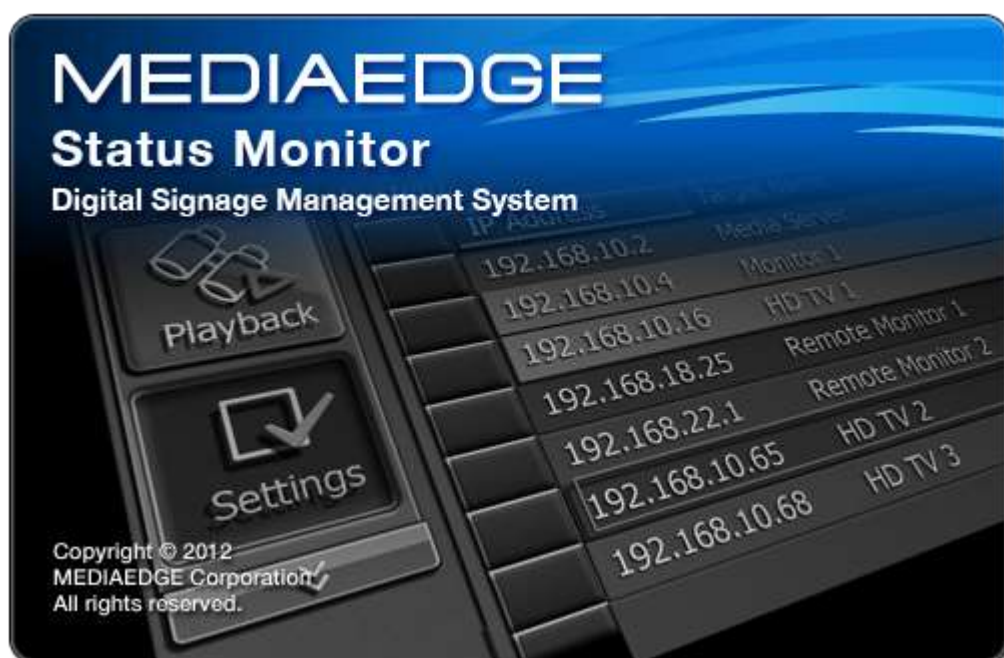 MEDIAEDGE
Status Monitor
Digital Signage Management System
IP Address
192.168.10.2 Media Server
192.168.10.4 Monitor 1
192.168.10.16 HD TV 1
192.168.18.25 Remote Monitor 1
192.168.22.1 Remote Monitor 2
192.168.10.65 HD TV 2
192.168.10.68 HD TV 3
Playback
Settings
Copyright © 2012
MEDIAEDGE Corporation
All rights reserved.